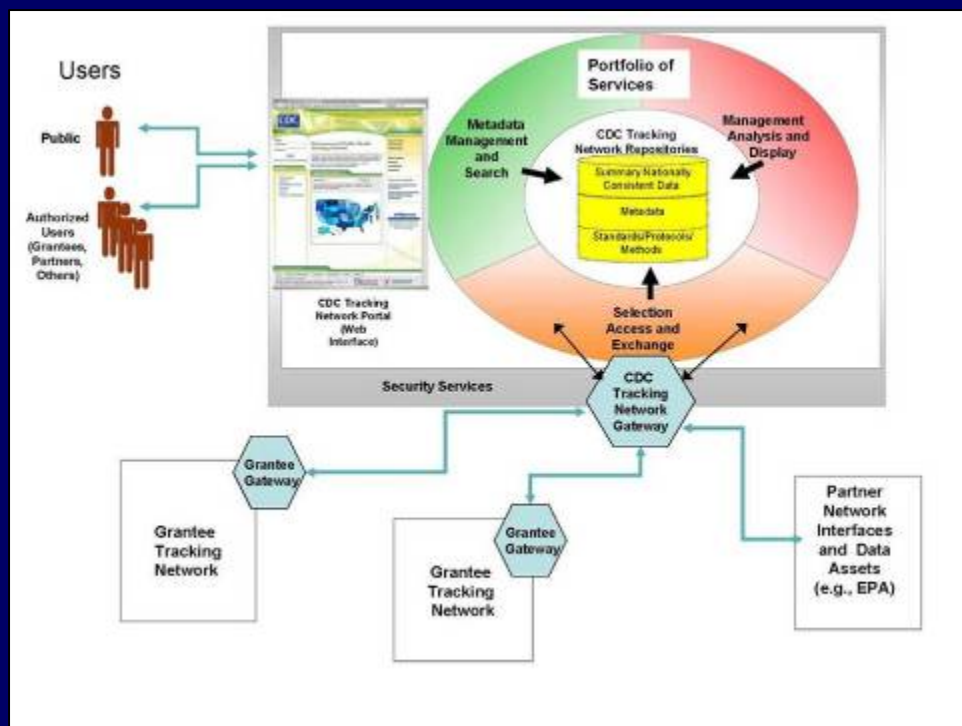 Users
Public
Authorized
Users
(Grantees,
Partners,
Others)
CDC
CDC Tracking
Network Portal
(Web
Interface)
Portfolio of
Services
Metadata
Management
and
Search
CDC Tracking
Network Repositories
Summary Nationally
Consistent Data
Metadata
Standards/Protocols/
Methods
Management
Analysis and
Display
Selection
Access and
Exchange
Security Services
CDC
Tracking
Network
Gateway
Grantee
Gateway
Grantee
Tracking
Network
Grantee
Gateway
Grantee
Tracking
Network
Partner
Network
Interfaces
and Data
Assets
(e.g., EPA)